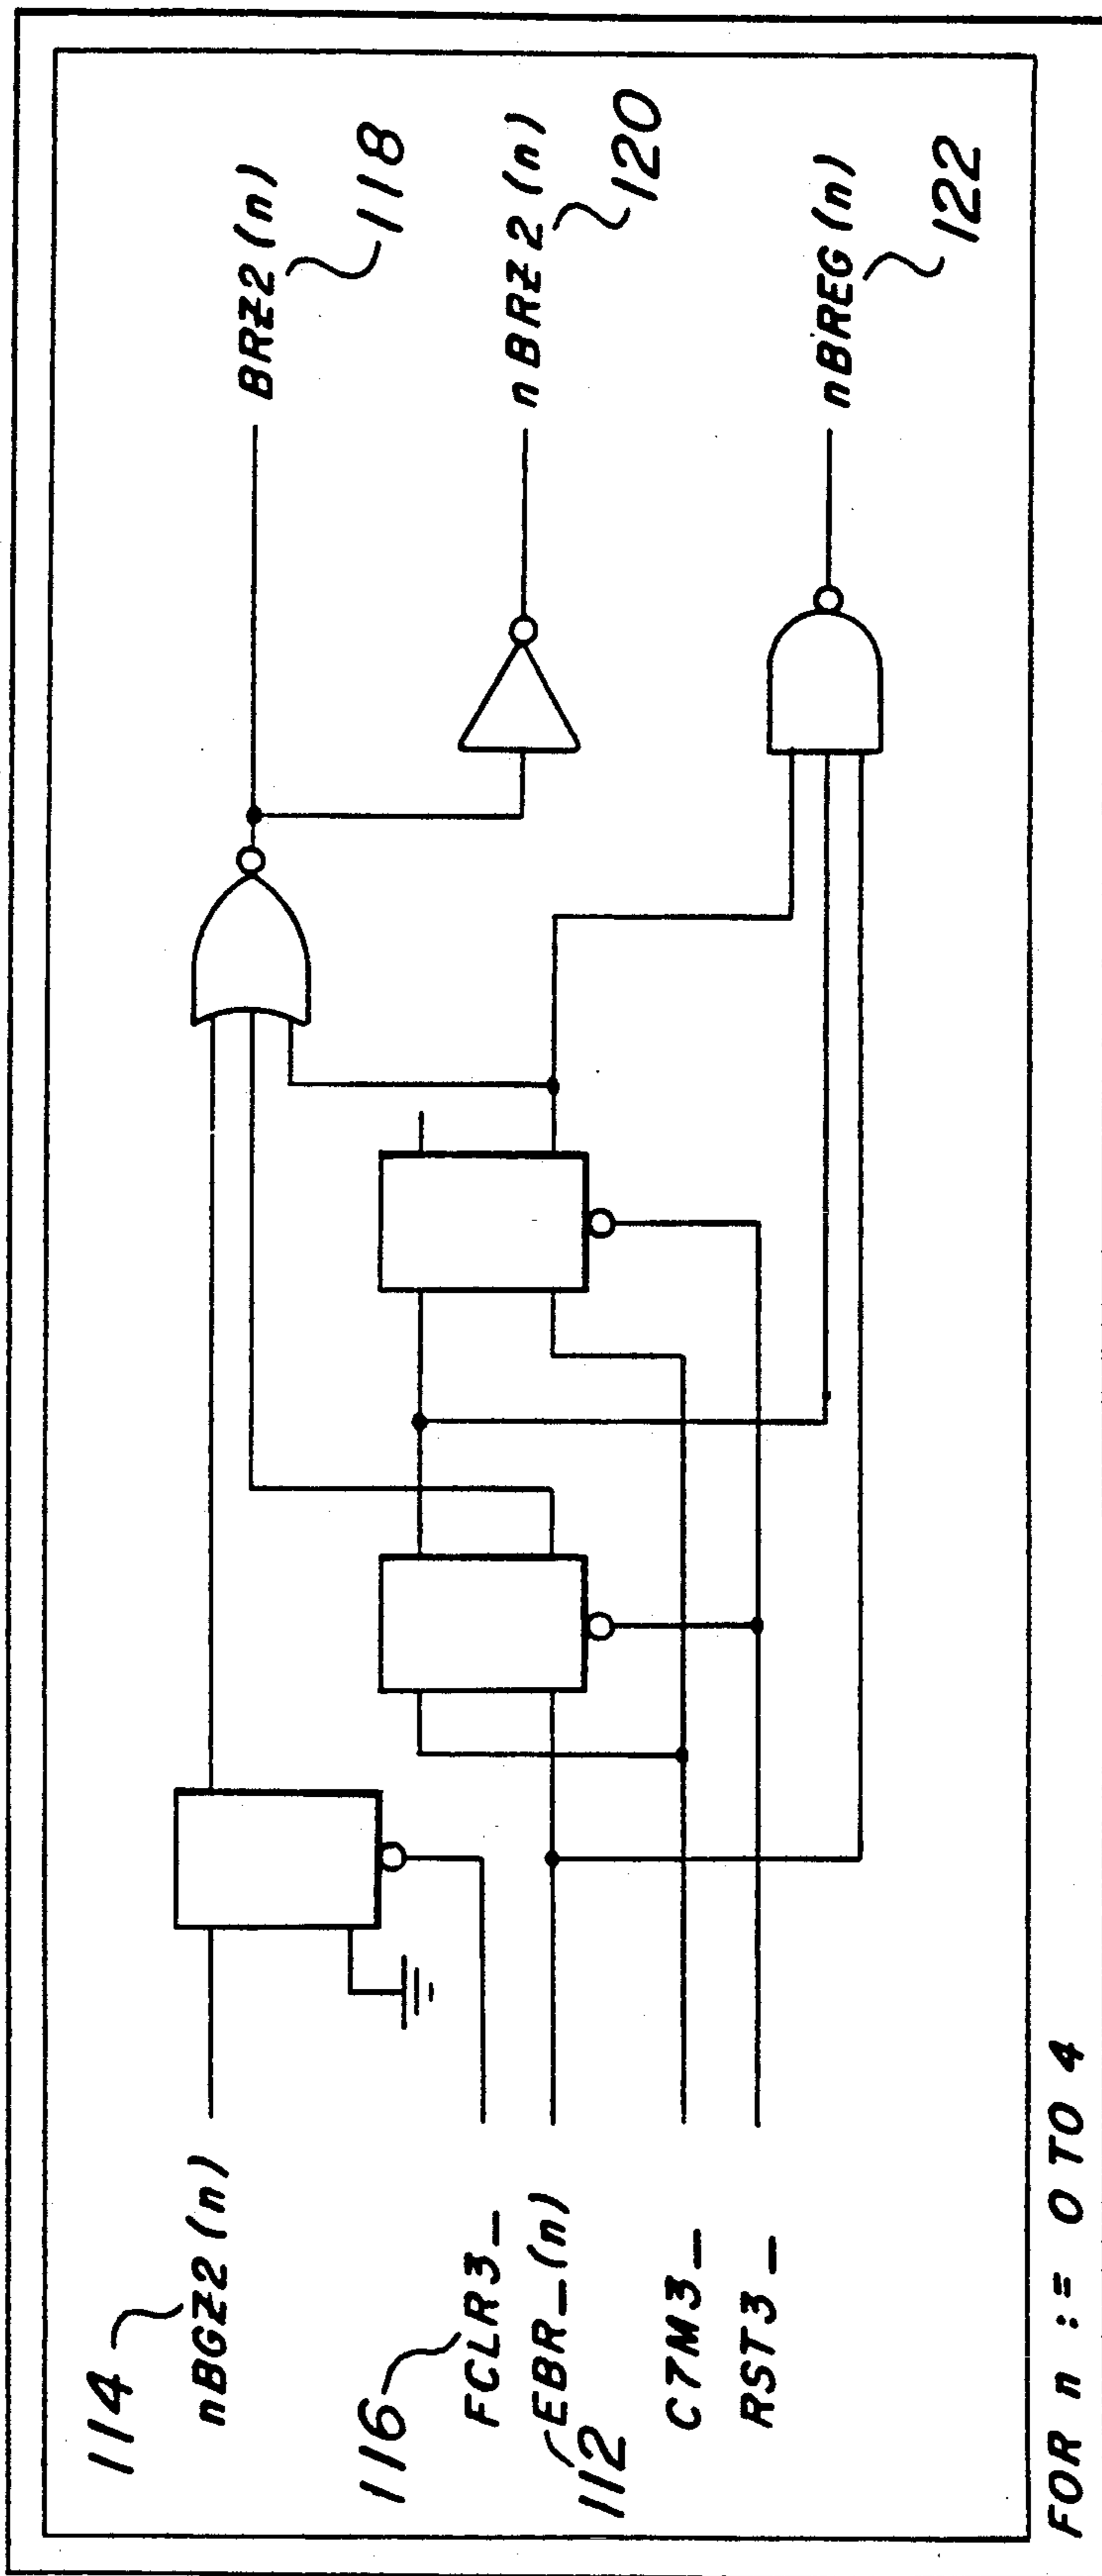 114
nBGZ2(n)
116
FCLR3_
EBR_(n)
112
C7M3_
RST3_
BRZ2(n)
118
nBRZ2(n)
120
nBREG(n)
122
FOR n := 0 TO 4